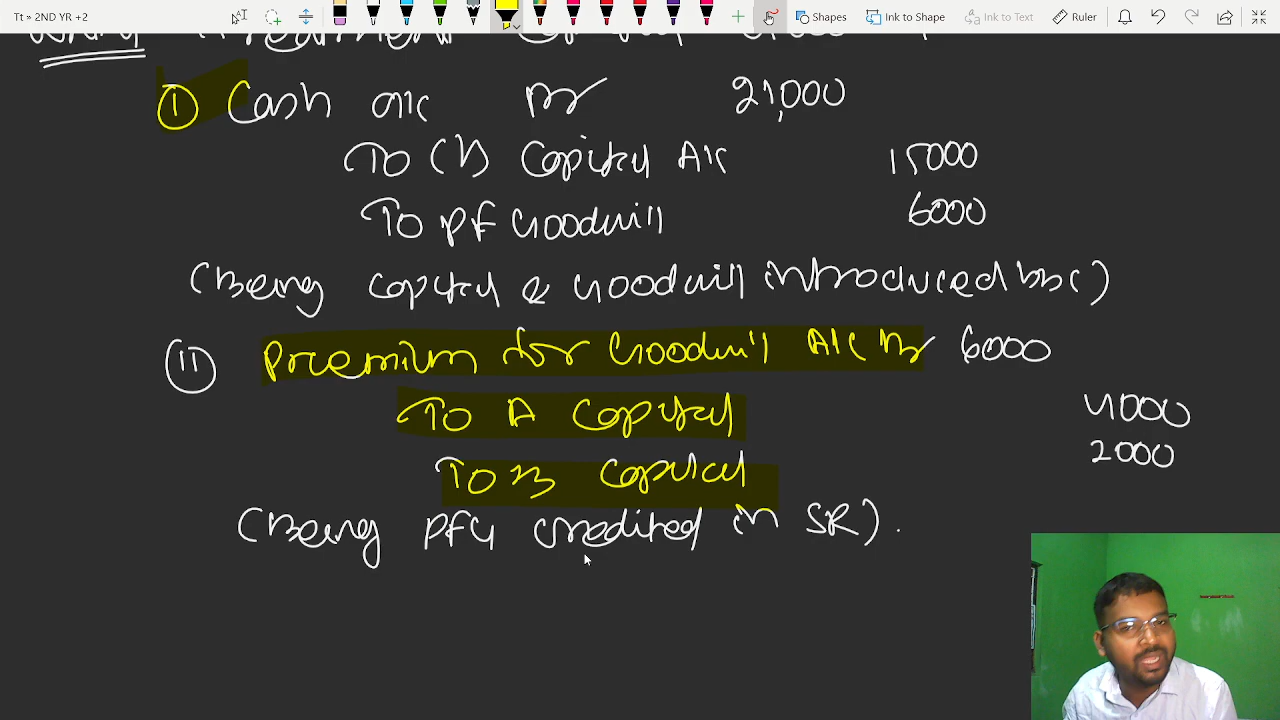 Tt » 2ND YR +2
Shapes
Ink to Shape
Ink to Text
Ruler
I Cash a/c Dr 21,000
To C's Capital A/c 15000
To Pf Goodwill 6000
(Being capital & Goodwill introduced by C)
II Premium for Goodwill A/c Dr 6000
To A Capital 4000
To B Capital 2000
(Being PFG credited in SR).